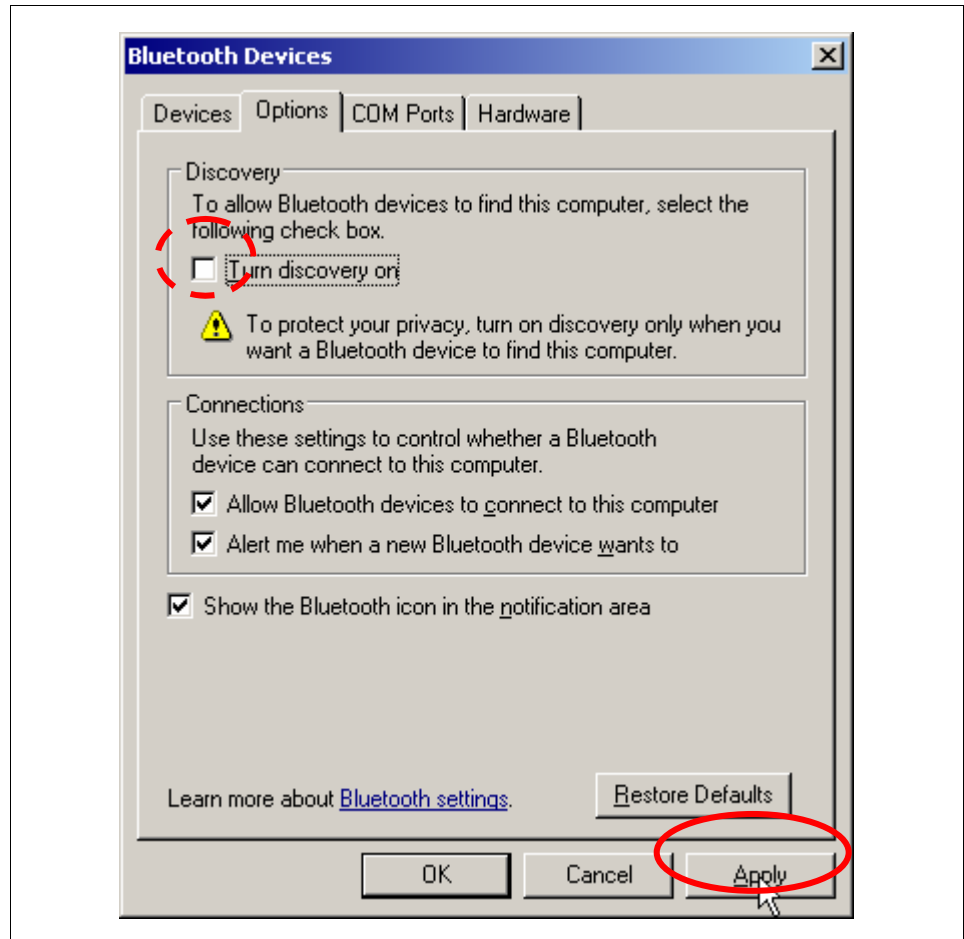 Bluetooth Devices
Devices Options COM Ports Hardware
Discovery
To allow Bluetooth devices to find this computer, select the
following check box.
Turn discovery on
To protect your privacy, turn on discovery only when you
want a Bluetooth device to find this computer.
Connections
Use these settings to control whether a Bluetooth
device can connect to this computer.
Allow Bluetooth devices to connect to this computer
Alert me when a new Bluetooth device wants to
Show the Bluetooth icon in the notification area
Learn more about Bluetooth settings.
Restore Defaults
OK Cancel Apply